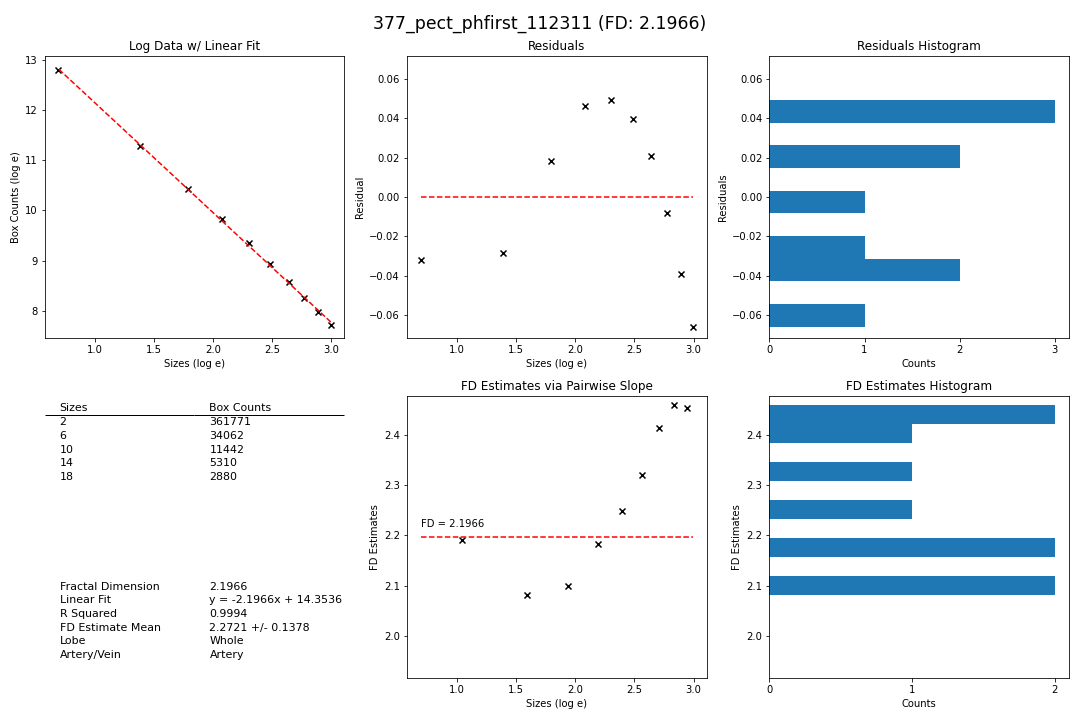 377_pect_phfirst_112311 (FD: 2.1966)
Log Data w/ Linear Fit
Residuals
Residuals Histogram
13
12
11
10
9
8
Box Counts (log e)
1.0 1.5 2.0 2.5 3.0
Sizes (log e)
0.06
0.04
0.02
0.00
−0.02
−0.04
−0.06
Residual
1.0 1.5 2.0 2.5 3.0
Sizes (log e)
0.06
0.04
0.02
0.00
−0.02
−0.04
−0.06
Residuals
0 1 2 3
Counts
Sizes Box Counts
2 361771
6 34062
10 11442
14 5310
18 2880
Fractal Dimension 2.1966
Linear Fit y = -2.1966x + 14.3536
R Squared 0.9994
FD Estimate Mean 2.2721 +/- 0.1378
Lobe Whole
Artery/Vein Artery
FD Estimates via Pairwise Slope
2.4
2.3
2.2
2.1
2.0
FD Estimates
FD = 2.1966
1.0 1.5 2.0 2.5 3.0
Sizes (log e)
FD Estimates Histogram
2.4
2.3
2.2
2.1
2.0
FD Estimates
0 1 2
Counts